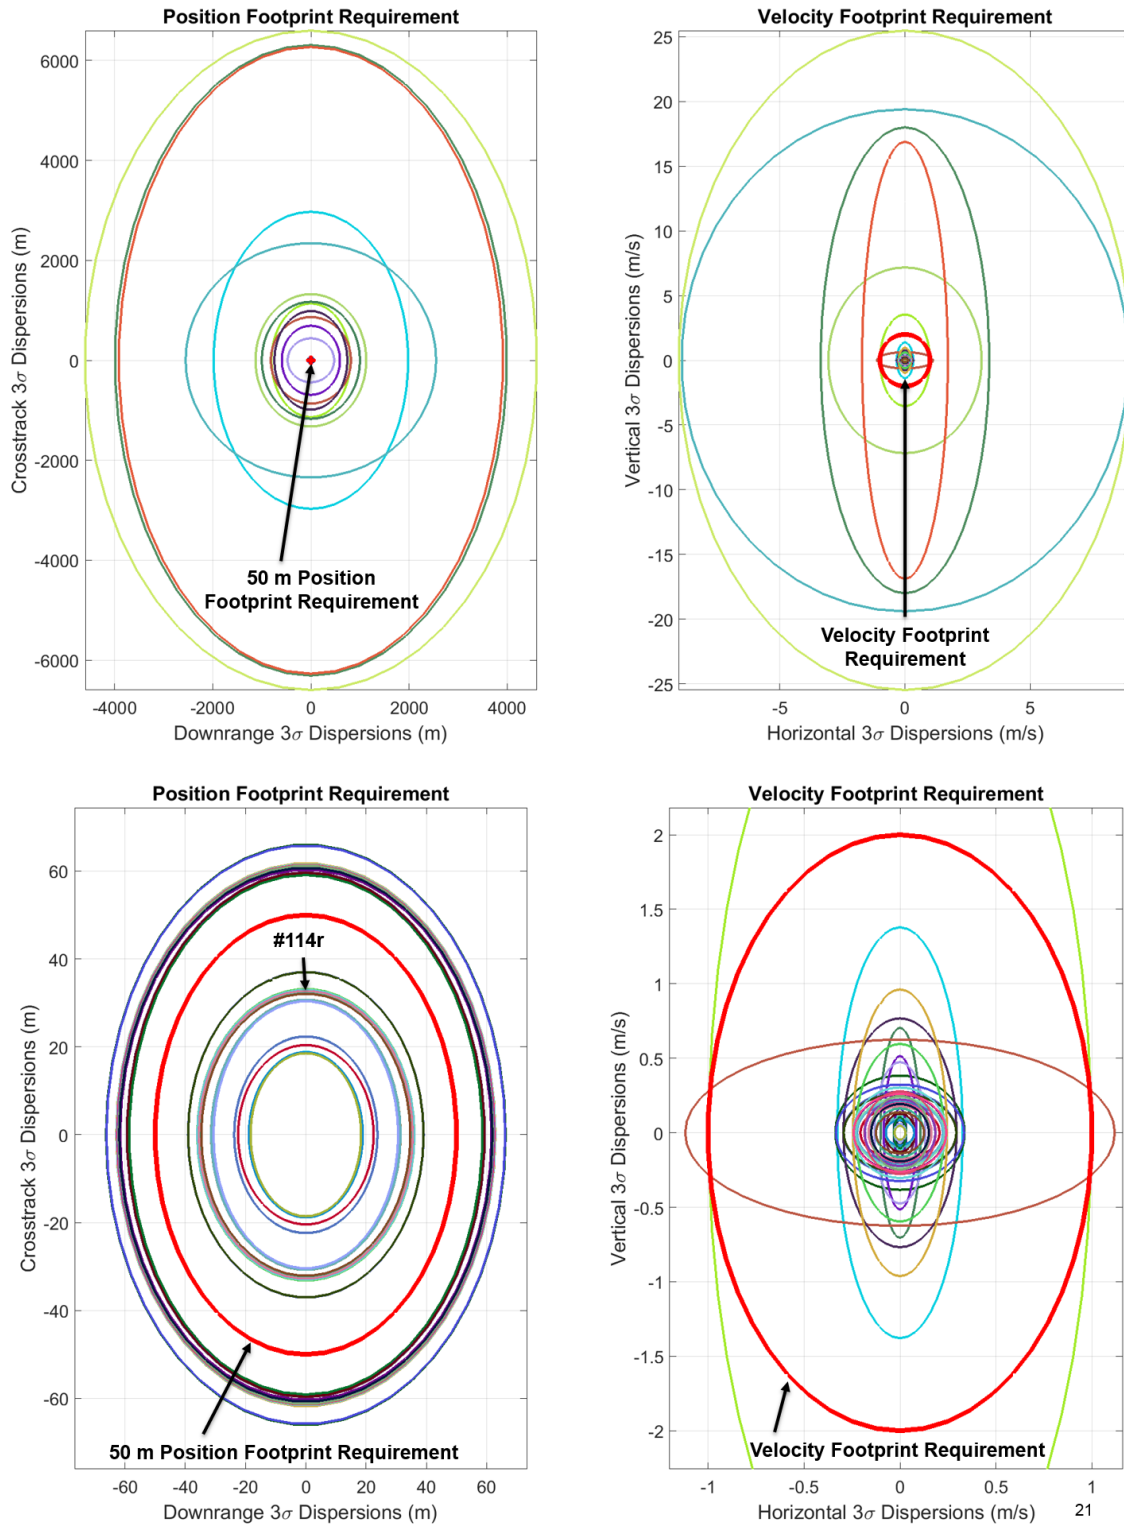 Position Footprint Requirement
Crosstrack 3σ Dispersions (m)
6000
4000
2000
0
-2000
-4000
-6000
50 m Position
Footprint Requirement
-4000 -2000 0 2000 4000
Downrange 3σ Dispersions (m)
Velocity Footprint Requirement
Vertical 3σ Dispersions (m/s)
25
20
15
10
5
0
-5
-10
-15
-20
-25
Velocity Footprint
Requirement
-5 0 5
Horizontal 3σ Dispersions (m/s)
Position Footprint Requirement
Crosstrack 3σ Dispersions (m)
60
40
20
0
-20
-40
-60
#114r
50 m Position Footprint Requirement
-60 -40 -20 0 20 40 60
Downrange 3σ Dispersions (m)
Velocity Footprint Requirement
Vertical 3σ Dispersions (m/s)
2
1.5
1
0.5
0
-0.5
-1
-1.5
-2
Velocity Footprint Requirement
-1 -0.5 0 0.5 1
Horizontal 3σ Dispersions (m/s)
21